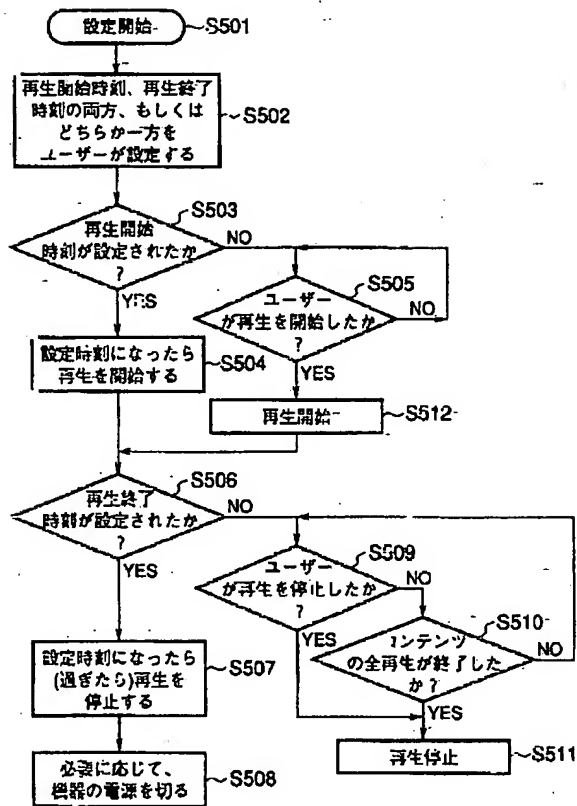 設定開始
S501
再生開始時刻、再生終了
時刻の両方、もしくは
どちらか一方を
ユーザーが設定する
S502
S503
再生開始
時刻が設定されたか
?
NO
YES
S505
ユーザー
が再生を開始したか
?
NO
YES
設定時刻になったら
再生を開始する
S504
再生開始
S512
S506
再生終了
時刻が設定されたか
?
NO
YES
S509
ユーザー
が再生を停止したか
?
NO
YES
S510
コンテンツ
の全再生が終了した
か?
NO
YES
設定時刻になったら
(過ぎたら)再生を
停止する
S507
再生停止
S511
必要に応じて、
機器の電源を切る
S508